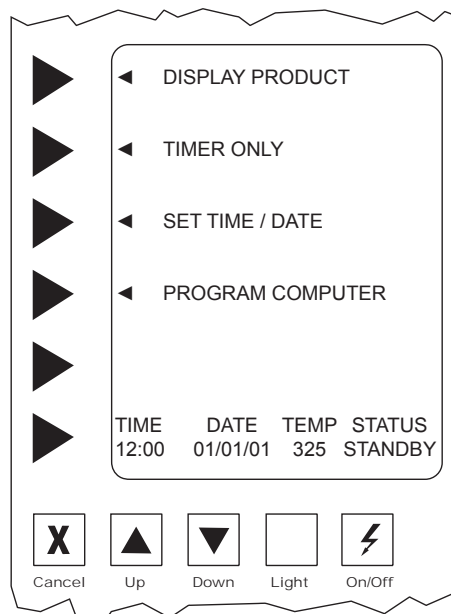 DISPLAY PRODUCT
TIMER ONLY
SET TIME / DATE
PROGRAM COMPUTER
TIME DATE TEMP STATUS
12:00 01/01/01 325 STANDBY
X
Cancel Up Down Light On/Off